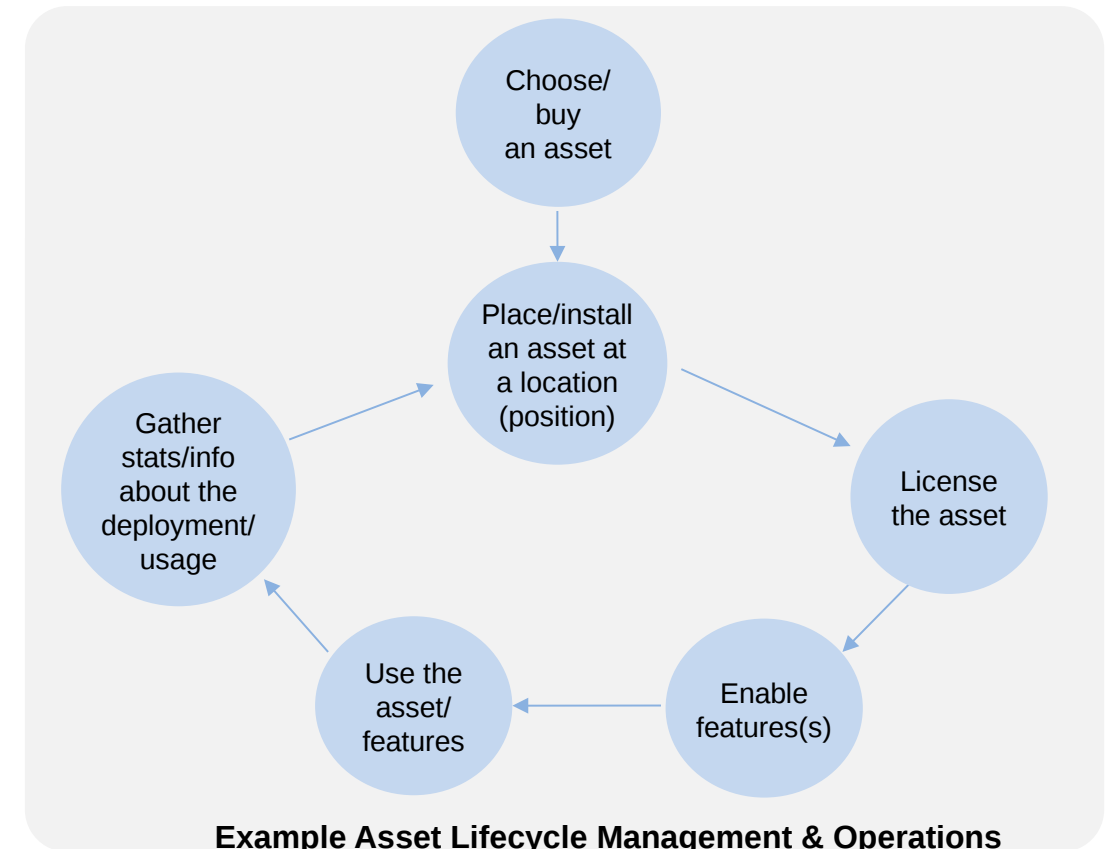 Choose/
buy
an asset
Place/install
an asset at
a location
(position)
Gather
stats/info
about the
deployment/
usage
License
the asset
Use the
asset/
features
Enable
features(s)
Example Asset Lifecycle Management & Operations